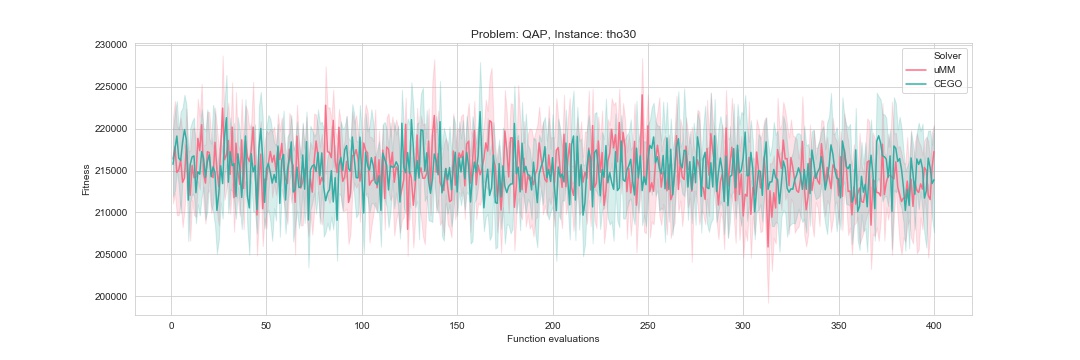 Problem: QAP, Instance: tho30
230000
225000
220000
215000
210000
205000
200000
Fitness
Solver
uMM
CEGO
0 50 100 150 200 250 300 350 400
Function evaluations